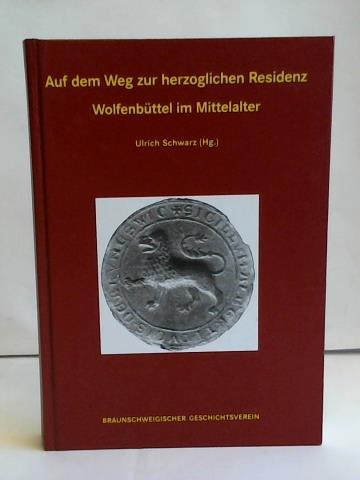 Auf dem Weg zur herzoglichen Residenz
Wolfenbüttel im Mittelalter
Ulrich Schwarz (Hg.)
BRAUNSCHWEIGISCHER GESCHICHTSVEREIN